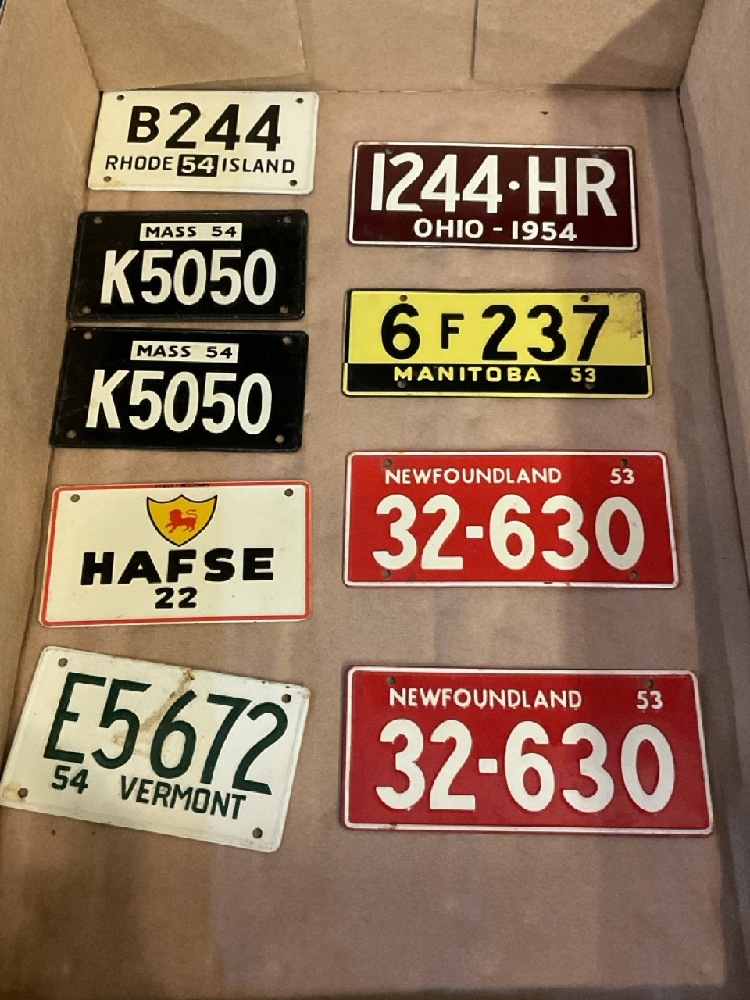 B244
RHODE 54 ISLAND
MASS 54
K5050
MASS 54
K5050
HAFSE
22
E5672
54 VERMONT
1244·HR
OHIO - 1954
6 F 237
MANITOBA 53
NEWFOUNDLAND 53
32-630
NEWFOUNDLAND 53
32-630